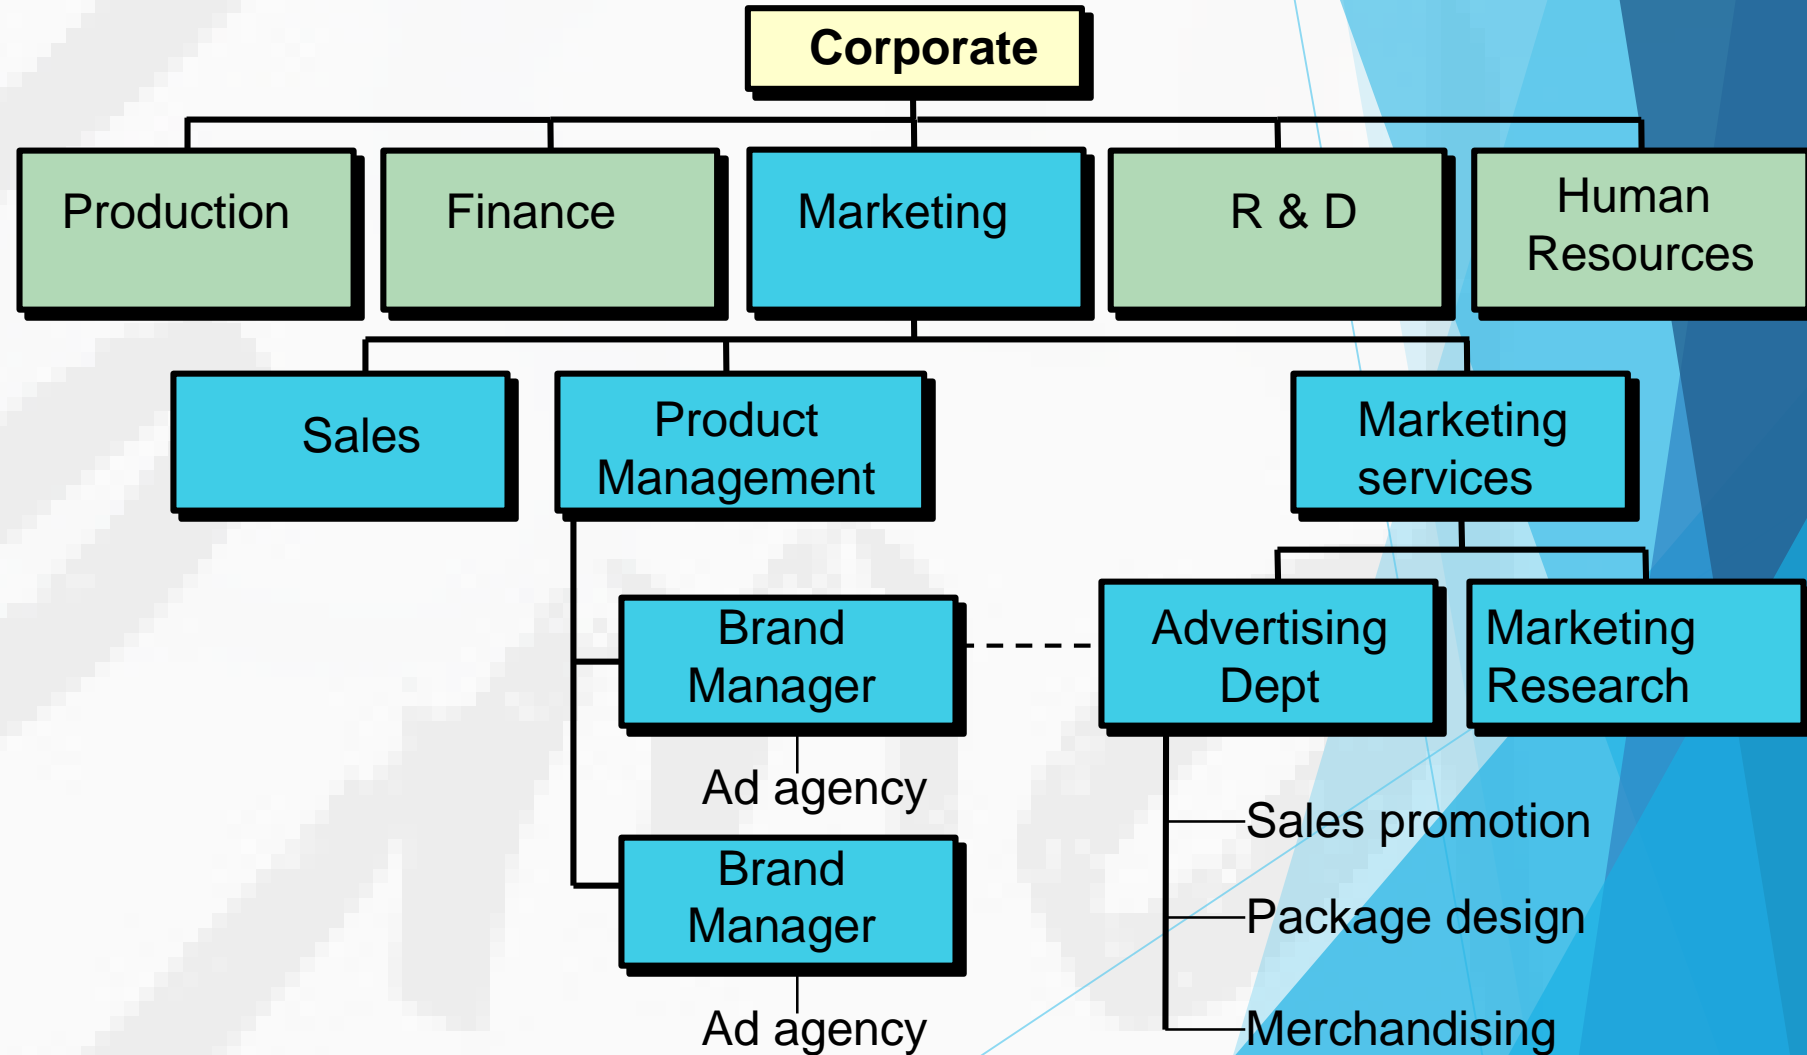 Corporate
Production
Finance
Marketing
R & D
Human
Resources
Sales
Product
Management
Marketing
services
Brand
Manager
Advertising
Dept
Marketing
Research
Ad agency
Sales promotion
Brand
Manager
Package design
Ad agency
Merchandising